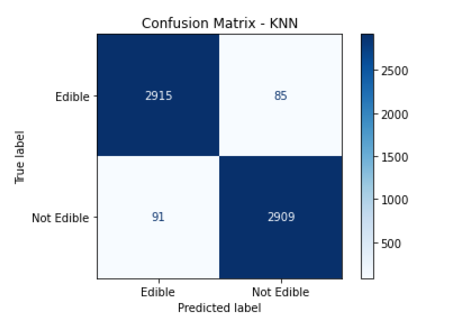 Confusion Matrix - KNN
Edible
2915
85
Not Edible
91
2909
True label
Edible
Not Edible
Predicted label
2500
2000
1500
1000
500